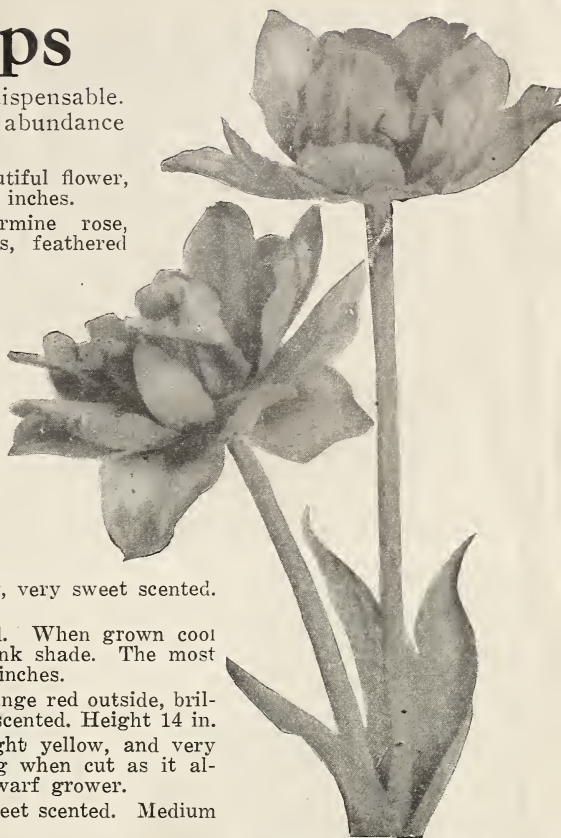 ps
ispensable.
abundance
utiful flower,
inches.
rmine rose,
s, feathered
, very sweet scented.
l. When grown cool
nk shade. The most
inches.
nge red outside, bril-
scented. Height 14 in.
ght yellow, and very
g when cut as it al-
warf grower.
eet scented. Medium